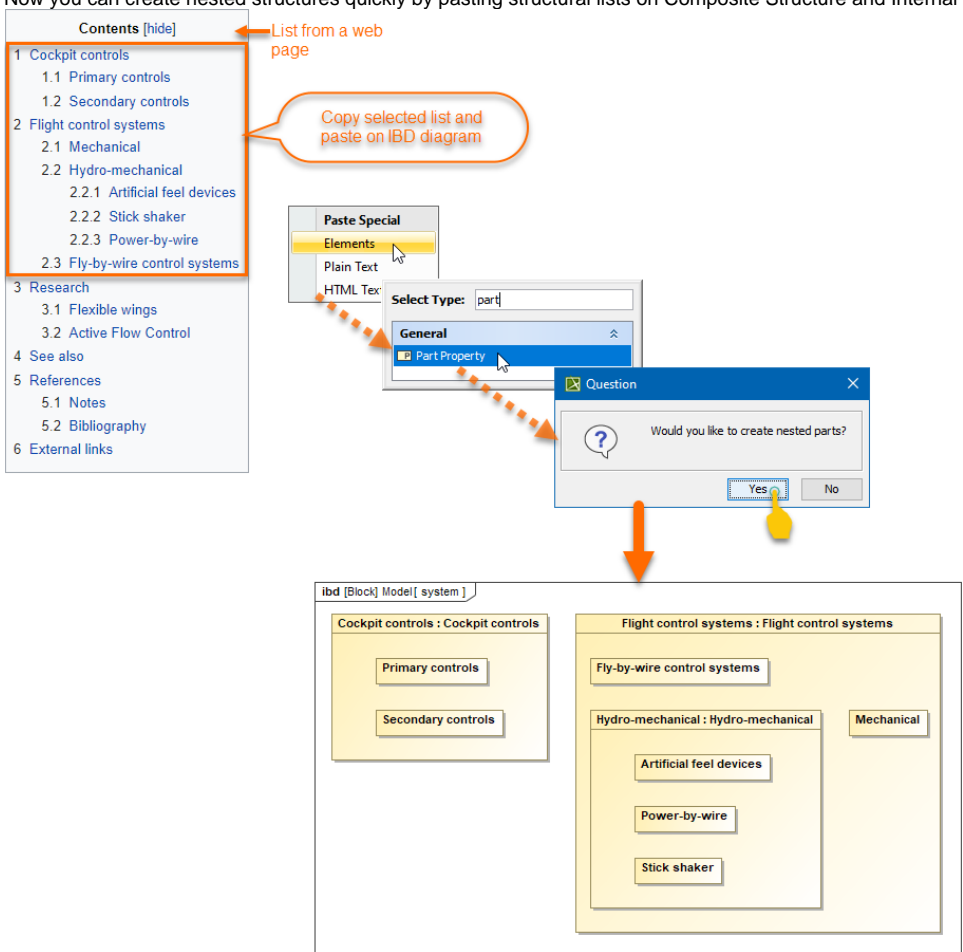 Now you can create nested structures quickly by pasting structural lists on Composite Structure and Internal
Contents [hide]
List from a web
page
1 Cockpit controls
1.1 Primary controls
1.2 Secondary controls
2 Flight control systems
2.1 Mechanical
2.2 Hydro-mechanical
2.2.1 Artificial feel devices
2.2.2 Stick shaker
2.2.3 Power-by-wire
2.3 Fly-by-wire control systems
3 Research
3.1 Flexible wings
3.2 Active Flow Control
4 See also
5 References
5.1 Notes
5.2 Bibliography
6 External links
Copy selected list and
paste on IBD diagram
Paste Special
Elements
Plain Text
HTML Tex
Select Type: part
General
P Part Property
Question
Would you like to create nested parts?
Yes No
ibd [Block] Model[ system ]
Cockpit controls : Cockpit controls
Primary controls
Secondary controls
Flight control systems : Flight control systems
Fly-by-wire control systems
Hydro-mechanical : Hydro-mechanical
Mechanical
Artificial feel devices
Power-by-wire
Stick shaker